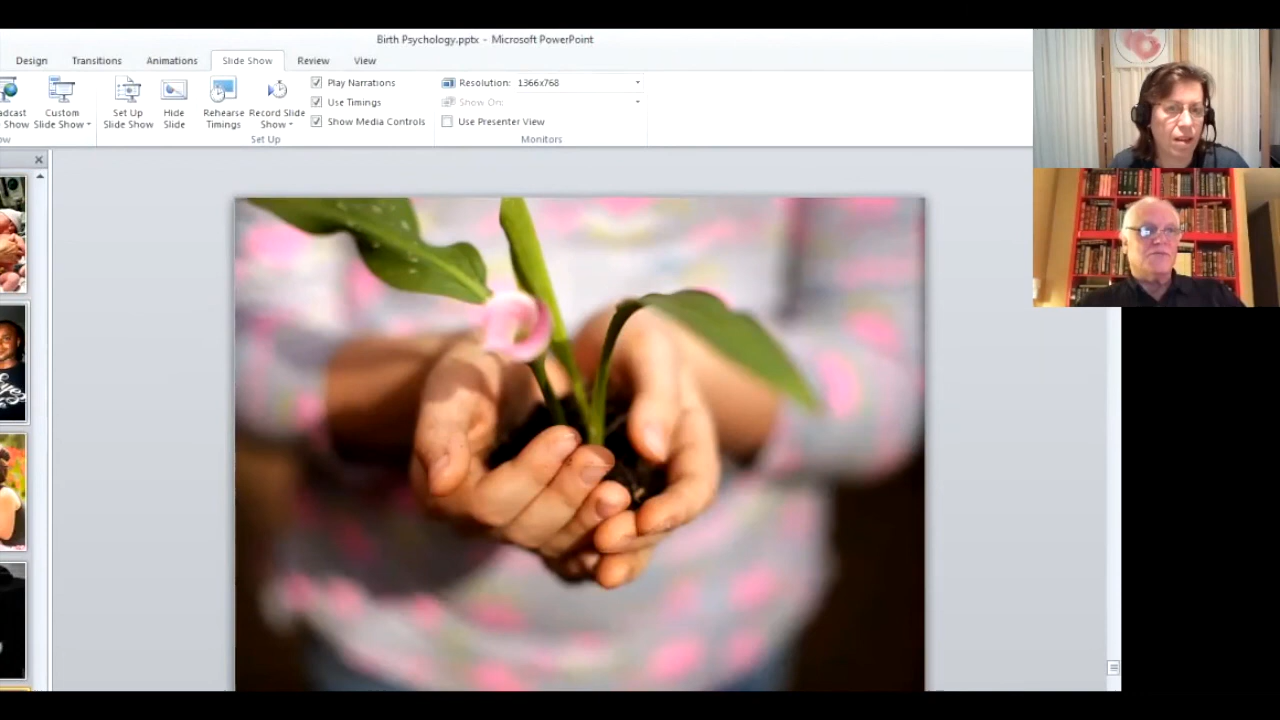 Birth Psychology.pptx - Microsoft PowerPoint
Design Transitions Animations Slide Show Review View
Custom Slide Show
Set Up Slide Show
Hide Slide
Rehearse Timings
Record Slide Show
Play Narrations
Use Timings
Show Media Controls
Set Up
Resolution: 1366x768
Show On:
Use Presenter View
Monitors